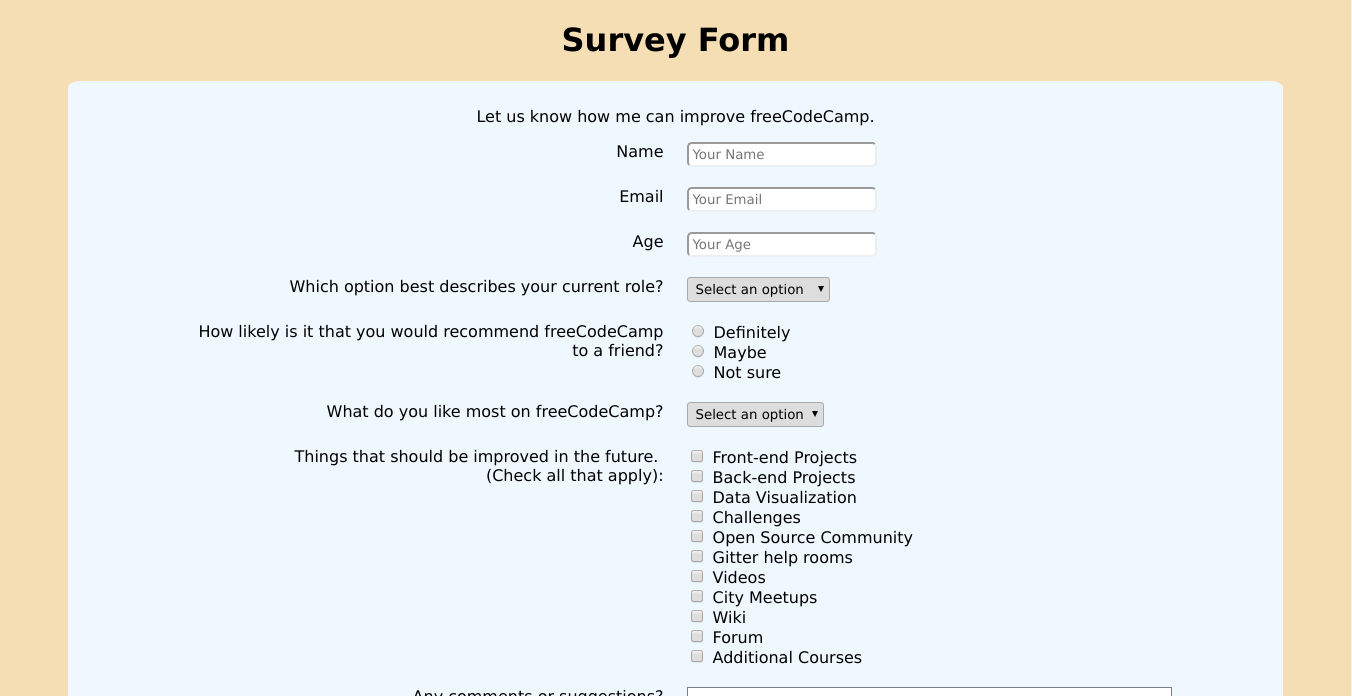 Survey Form
Let us know how me can improve freeCodeCamp.
Name
Your Name
Email
Your Email
Age
Your Age
Which option best describes your current role?
Select an option
How likely is it that you would recommend freeCodeCamp
to a friend?
Definitely
Maybe
Not sure
What do you like most on freeCodeCamp?
Select an option
Things that should be improved in the future.
(Check all that apply):
Front-end Projects
Back-end Projects
Data Visualization
Challenges
Open Source Community
Gitter help rooms
Videos
City Meetups
Wiki
Forum
Additional Courses
Any comments or suggestions?